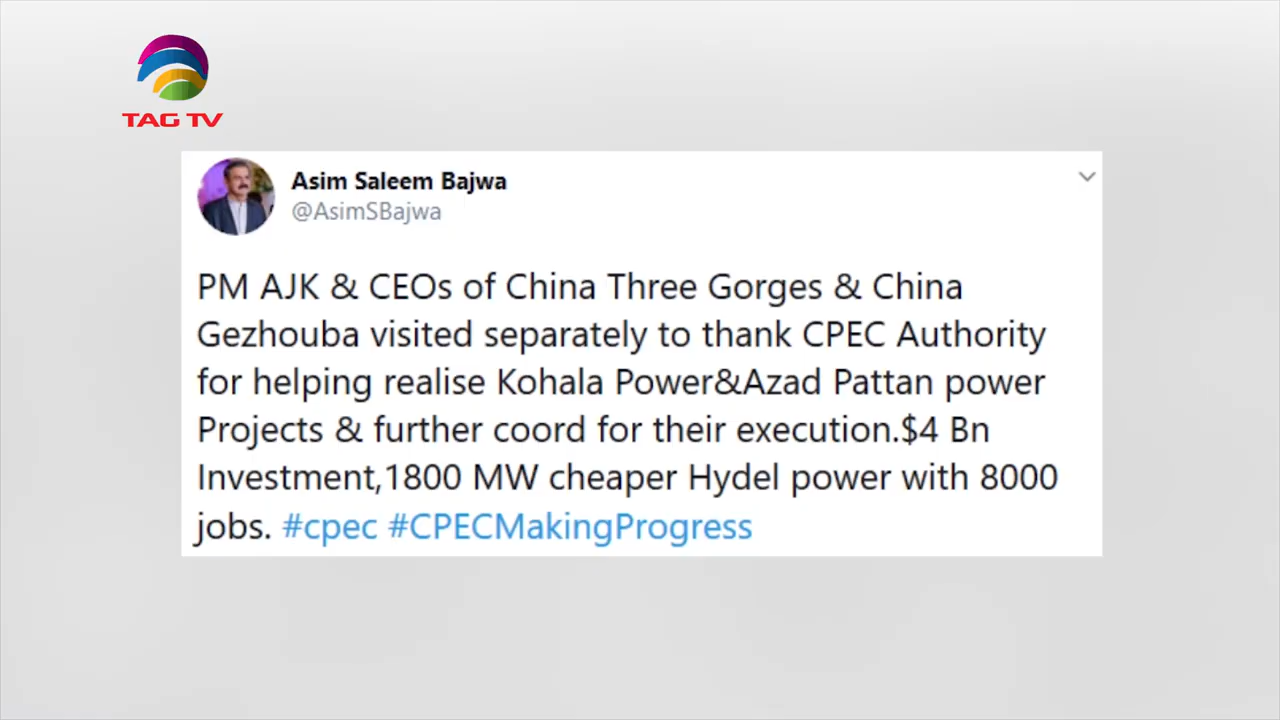 TAG TV
Asim Saleem Bajwa
@AsimSBajwa
PM AJK & CEOs of China Three Gorges & China
Gezhouba visited separately to thank CPEC Authority
for helping realise Kohala Power&Azad Pattan power
Projects & further coord for their execution.$4 Bn
Investment,1800 MW cheaper Hydel power with 8000
jobs. #cpec #CPECMakingProgress